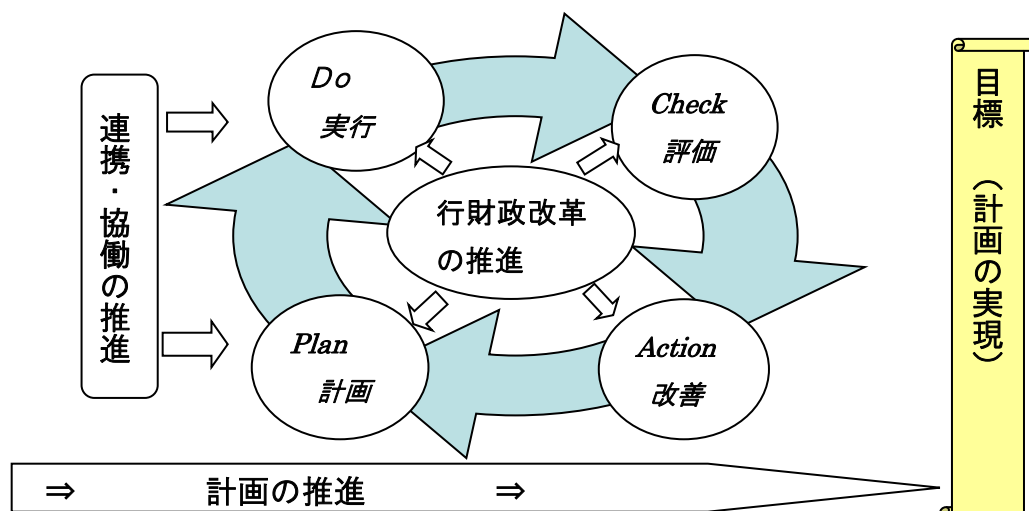 連携・協働の推進
Do
実行
Check
評価
行財政改革
の推進
Plan
計画
Action
改善
目標 （計画の実現）
⇒ 計画の推進 ⇒